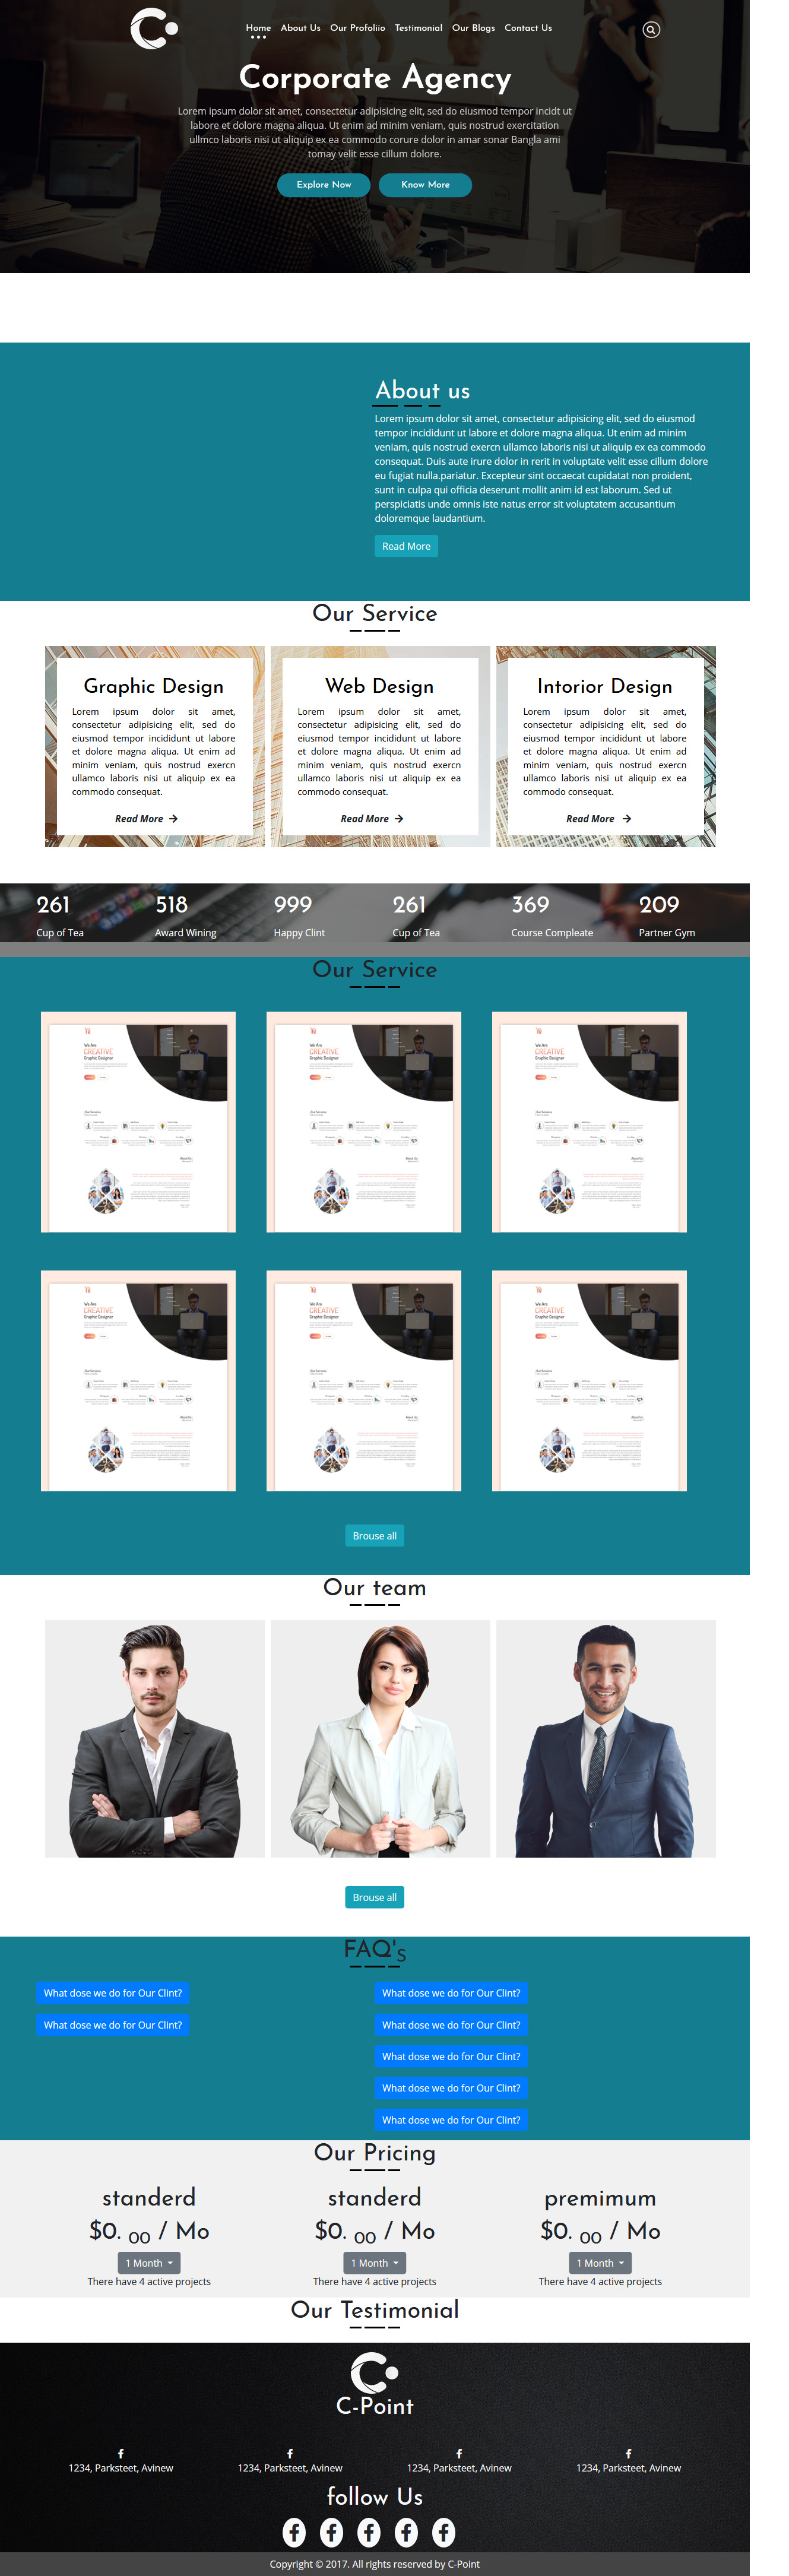 Home About Us Our Profoliio Testimonial Our Blogs Contact Us
Corporate Agency
Lorem ipsum dolor sit amet, consectetur adipisicing elit, sed do eiusmod tempor incidt ut
labore et dolore magna aliqua. Ut enim ad minim veniam, quis nostrud exercitation
ullmco laboris nisi ut aliquip ex ea commodo corure dolor in amar sonar Bangla ami
tomay velit esse cillum dolore.
Explore Now Know More
About us
Lorem ipsum dolor sit amet, consectetur adipisicing elit, sed do eiusmod
tempor incididunt ut labore et dolore magna aliqua. Ut enim ad minim
veniam, quis nostrud exercn ullamco laboris nisi ut aliquip ex ea commodo
consequat. Duis aute irure dolor in rerit in voluptate velit esse cillum dolore
eu fugiat nulla.pariatur. Excepteur sint occaecat cupidatat non proident,
sunt in culpa qui officia deserunt mollit anim id est laborum. Sed ut
perspiciatis unde omnis iste natus error sit voluptatem accusantium
doloremque laudantium.
Read More
Our Service
Graphic Design
Lorem ipsum dolor sit amet,
consectetur adipisicing elit, sed do
eiusmod tempor incididunt ut labore
et dolore magna aliqua. Ut enim ad
minim veniam, quis nostrud exercn
ullamco laboris nisi ut aliquip ex ea
commodo consequat.
Read More
Web Design
Lorem ipsum dolor sit amet,
consectetur adipisicing elit, sed do
eiusmod tempor incididunt ut labore
et dolore magna aliqua. Ut enim ad
minim veniam, quis nostrud exercn
ullamco laboris nisi ut aliquip ex ea
commodo consequat.
Read More
Intorior Design
Lorem ipsum dolor sit amet,
consectetur adipisicing elit, sed do
eiusmod tempor incididunt ut labore
et dolore magna aliqua. Ut enim ad
minim veniam, quis nostrud exercn
ullamco laboris nisi ut aliquip ex ea
commodo consequat.
Read More
261 518 999 261 369 209
Cup of Tea Award Wining Happy Clint Cup of Tea Course Compleate Partner Gym
Our Service
We Are
CREATIVE
Graphic Designer
We Are
CREATIVE
Graphic Designer
We Are
CREATIVE
Graphic Designer
We Are
CREATIVE
Graphic Designer
We Are
CREATIVE
Graphic Designer
We Are
CREATIVE
Graphic Designer
Brouse all
Our team
Brouse all
FAQ's
What dose we do for Our Clint? What dose we do for Our Clint?
What dose we do for Our Clint? What dose we do for Our Clint?
What dose we do for Our Clint?
What dose we do for Our Clint?
What dose we do for Our Clint?
Our Pricing
standerd standerd premimum
$0. 00 / Mo $0. 00 / Mo $0. 00 / Mo
1 Month 1 Month 1 Month
There have 4 active projects There have 4 active projects There have 4 active projects
Our Testimonial
C-Point
1234, Parksteet, Avinew 1234, Parksteet, Avinew 1234, Parksteet, Avinew 1234, Parksteet, Avinew
follow Us
Copyright © 2017. All rights reserved by C-Point